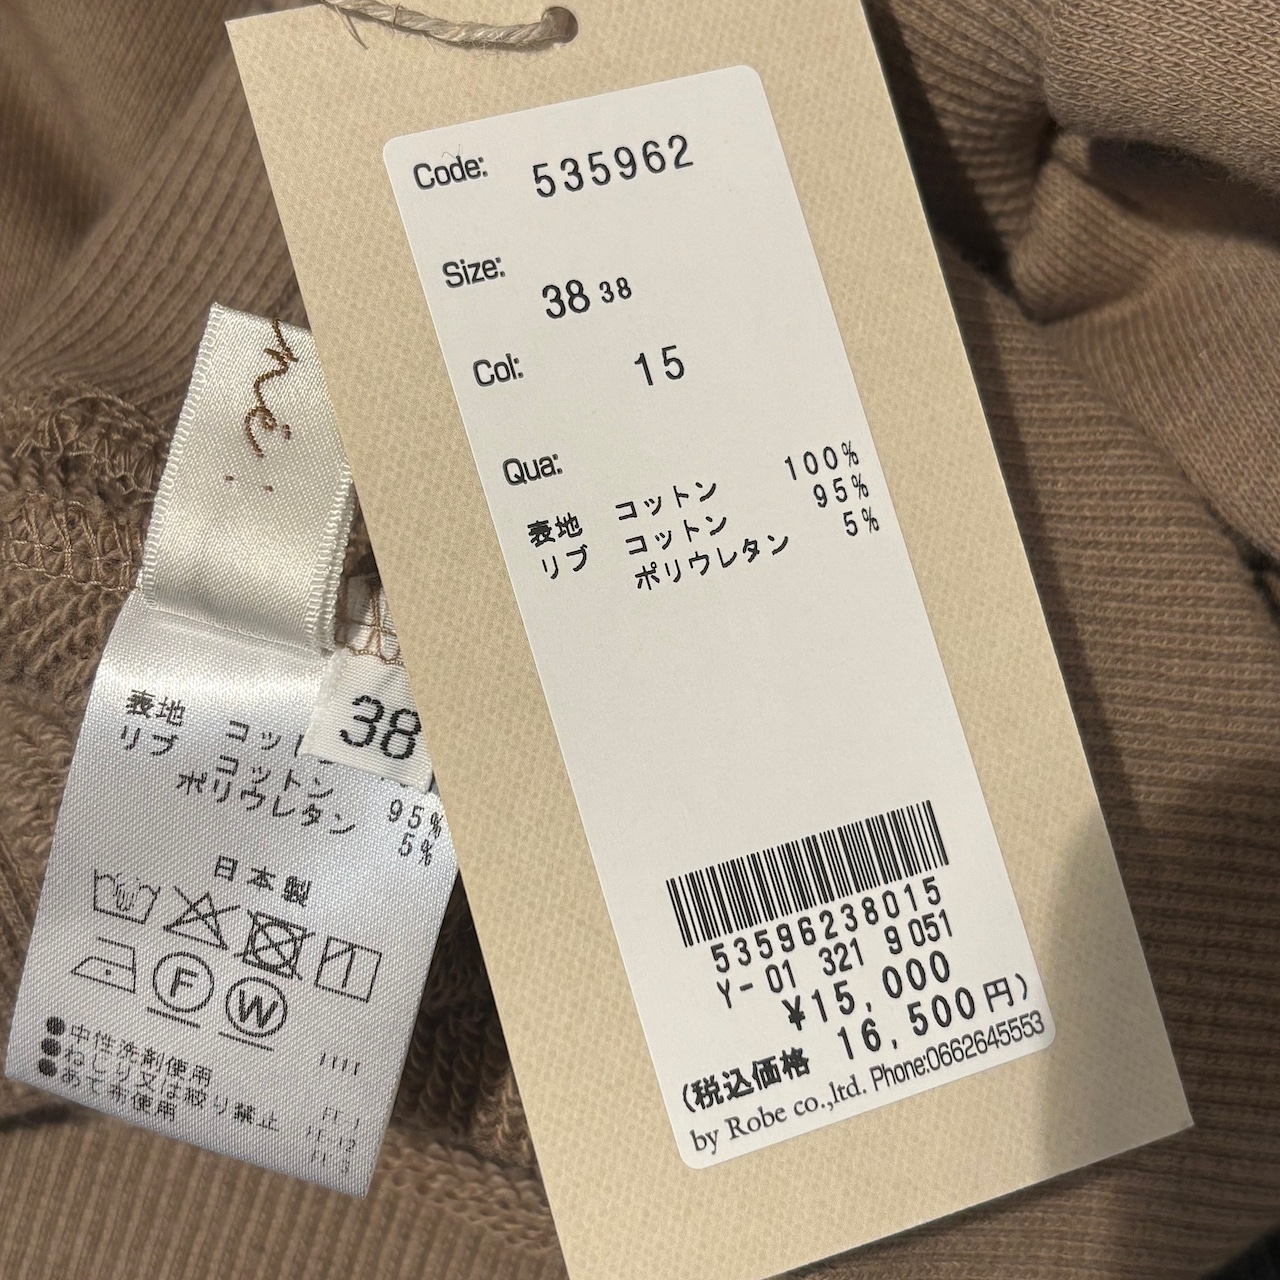 Code: 535962
Size: 38 38
Col: 15
Qua:
表地 コットン 100%
リブ コットン 95%
ポリウレタン 5%
53596238015
Y-01 321 9051
¥15,000
(税込価格 16,500円)
by Robe co.,ltd. Phone:0662645553
38
表地
リブ コットン
ポリウレタン 95%
5%
日本製
F W
●中性洗剤使用
●ねじり又は絞り禁止
●あて布使用